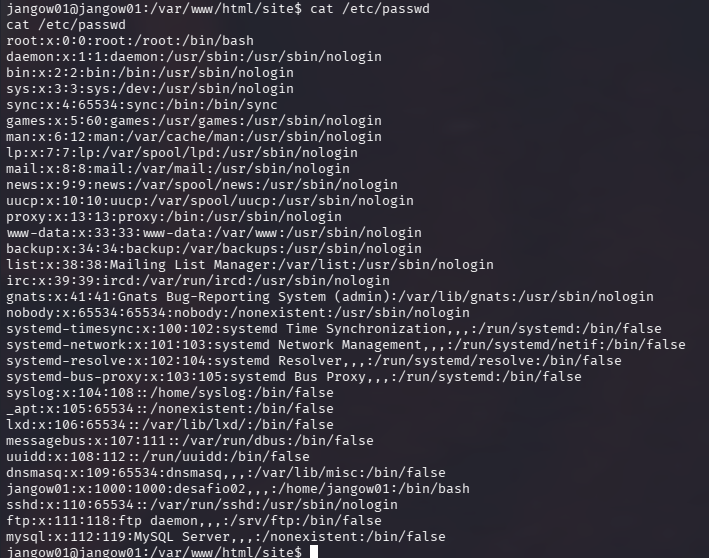 jangow01@jangow01:/var/www/html/site$ cat /etc/passwd
cat /etc/passwd
root:x:0:0:root:/root:/bin/bash
daemon:x:1:1:daemon:/usr/sbin:/usr/sbin/nologin
bin:x:2:2:bin:/bin:/usr/sbin/nologin
sys:x:3:3:sys:/dev:/usr/sbin/nologin
sync:x:4:65534:sync:/bin:/bin/sync
games:x:5:60:games:/usr/games:/usr/sbin/nologin
man:x:6:12:man:/var/cache/man:/usr/sbin/nologin
lp:x:7:7:lp:/var/spool/lpd:/usr/sbin/nologin
mail:x:8:8:mail:/var/mail:/usr/sbin/nologin
news:x:9:9:news:/var/spool/news:/usr/sbin/nologin
uucp:x:10:10:uucp:/var/spool/uucp:/usr/sbin/nologin
proxy:x:13:13:proxy:/bin:/usr/sbin/nologin
www-data:x:33:33:www-data:/var/www:/usr/sbin/nologin
backup:x:34:34:backup:/var/backups:/usr/sbin/nologin
list:x:38:38:Mailing List Manager:/var/list:/usr/sbin/nologin
irc:x:39:39:ircd:/var/run/ircd:/usr/sbin/nologin
gnats:x:41:41:Gnats Bug-Reporting System (admin):/var/lib/gnats:/usr/sbin/nologin
nobody:x:65534:65534:nobody:/nonexistent:/usr/sbin/nologin
systemd-timesync:x:100:102:systemd Time Synchronization,,,:/run/systemd:/bin/false
systemd-network:x:101:103:systemd Network Management,,,:/run/systemd/netif:/bin/false
systemd-resolve:x:102:104:systemd Resolver,,,:/run/systemd/resolve:/bin/false
systemd-bus-proxy:x:103:105:systemd Bus Proxy,,,:/run/systemd:/bin/false
syslog:x:104:108::/home/syslog:/bin/false
_apt:x:105:65534::/nonexistent:/bin/false
lxd:x:106:65534::/var/lib/lxd/:/bin/false
messagebus:x:107:111::/var/run/dbus:/bin/false
uuidd:x:108:112::/run/uuidd:/bin/false
dnsmasq:x:109:65534:dnsmasq,,,:/var/lib/misc:/bin/false
jangow01:x:1000:1000:desafio02,,,:/home/jangow01:/bin/bash
sshd:x:110:65534::/var/run/sshd:/usr/sbin/nologin
ftp:x:111:118:ftp daemon,,,:/srv/ftp:/bin/false
mysql:x:112:119:MySQL Server,,,:/nonexistent:/bin/false
jangow01@jangow01:/var/www/html/site$